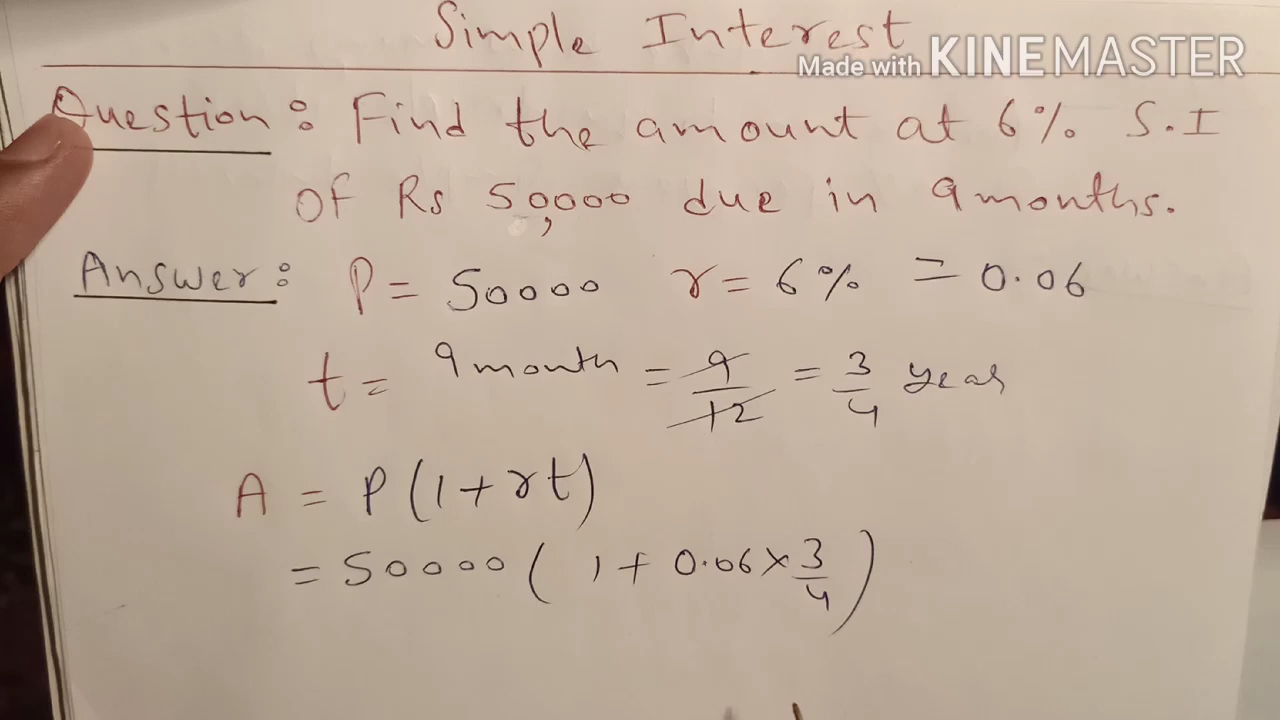 Simple Interest
Made with KINEMASTER
Question: Find the amount at 6% S.I
of Rs 50,000 due in 9 months.
Answer: P = 50000 r = 6% = 0.06
t = 9 month = 9/12 = 3/4 year
A = P(1+rt)
= 50000 ( 1 + 0.06 × 3/4 )